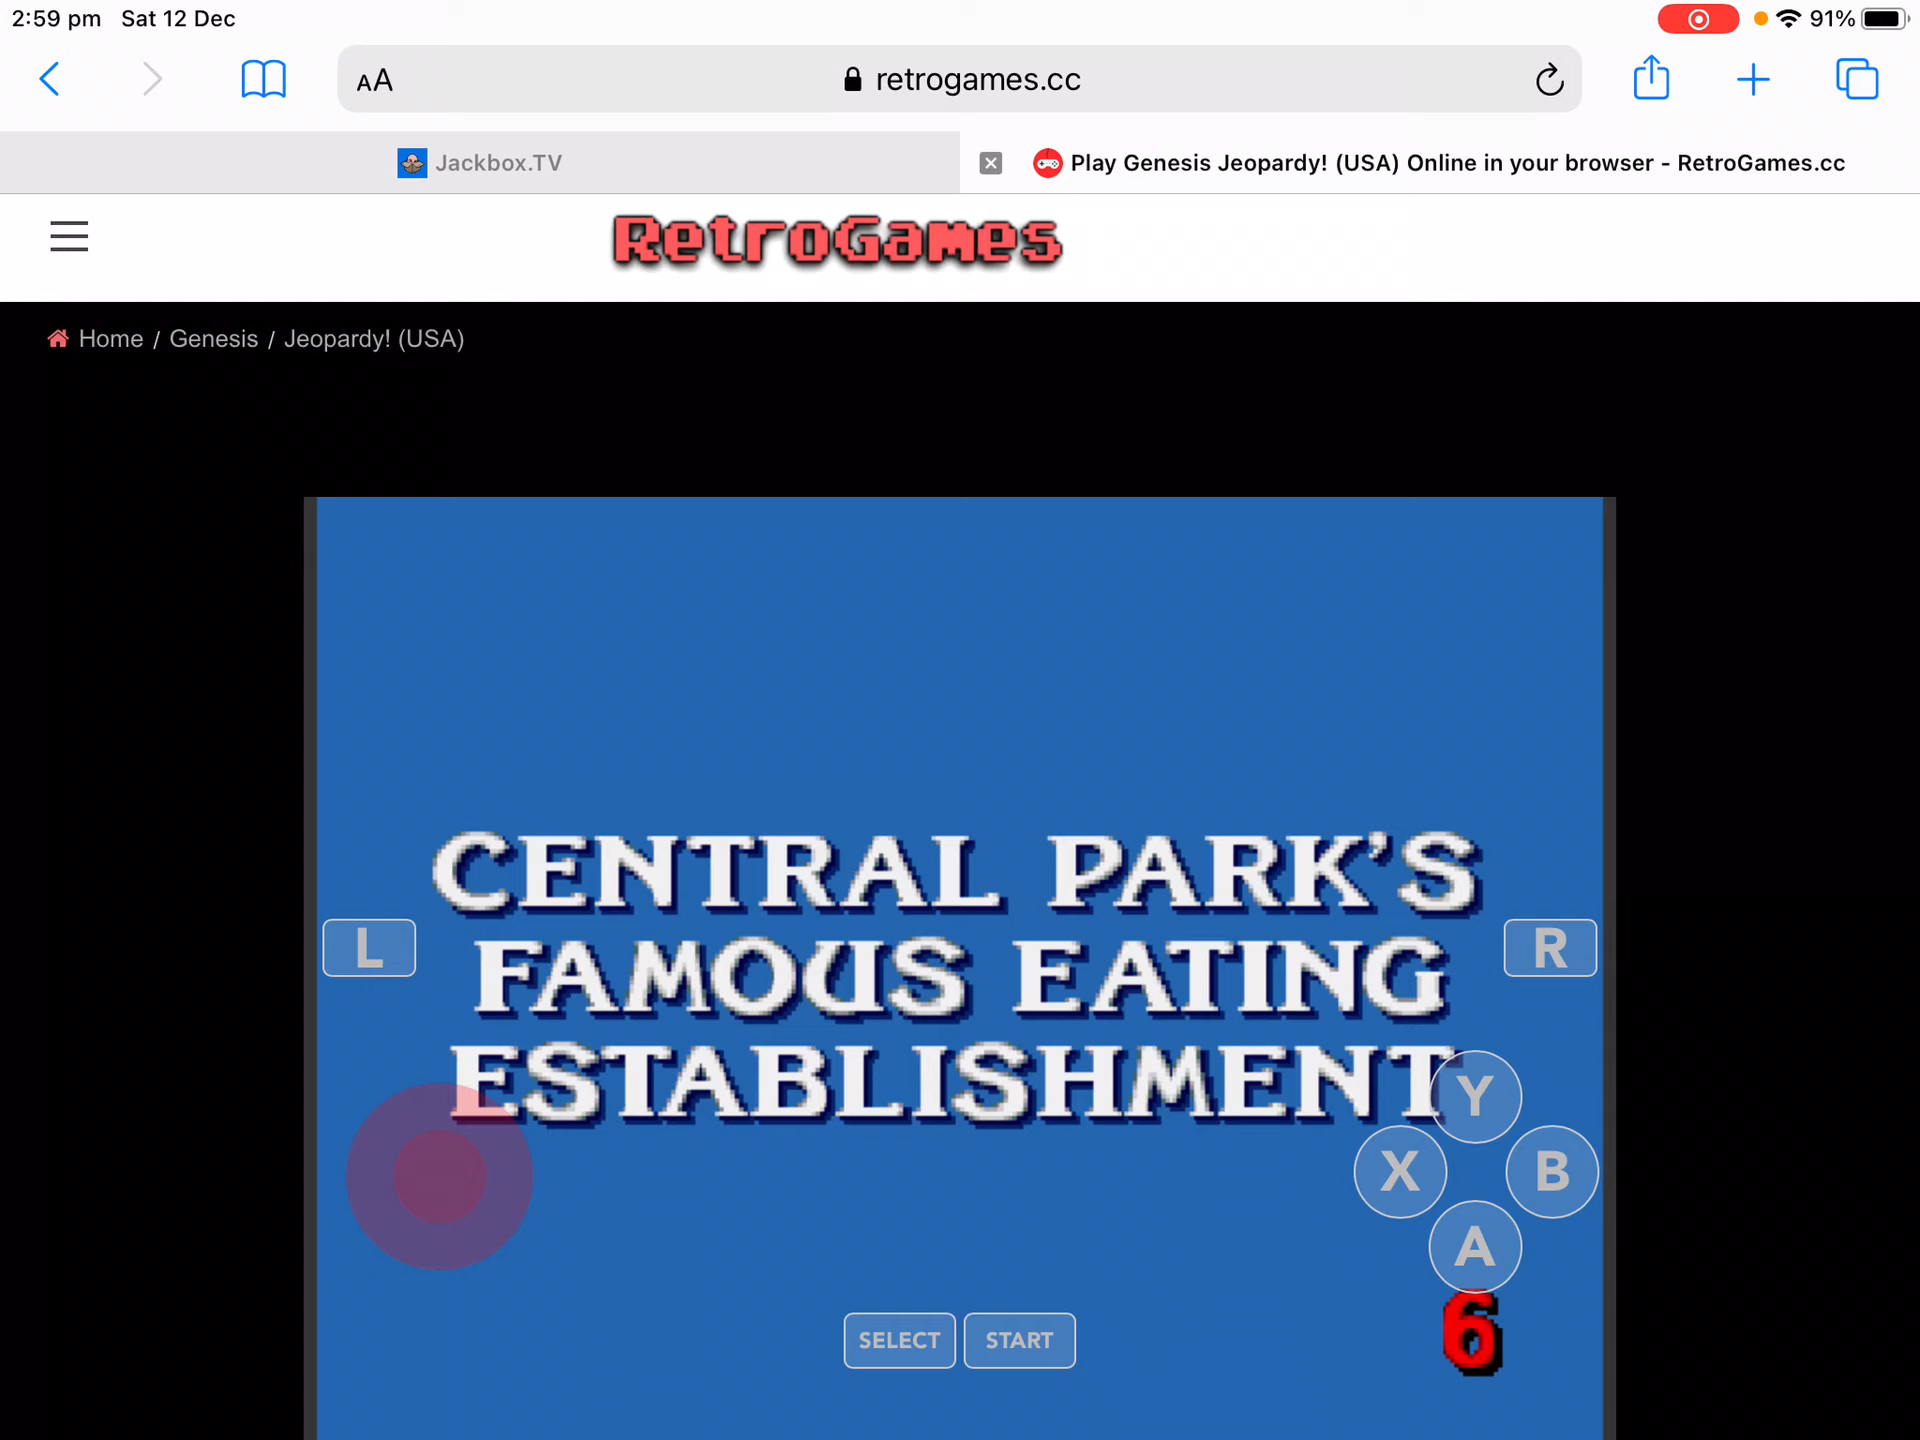 2:59 pm Sat 12 Dec
91%
AA retrogames.cc
Jackbox.TV
Play Genesis Jeopardy! (USA) Online in your browser - RetroGames.cc
RetroGames
Home / Genesis / Jeopardy! (USA)
CENTRAL PARK'S
FAMOUS EATING
ESTABLISHMENT
L
R
Y
X
B
A
SELECT
START
6